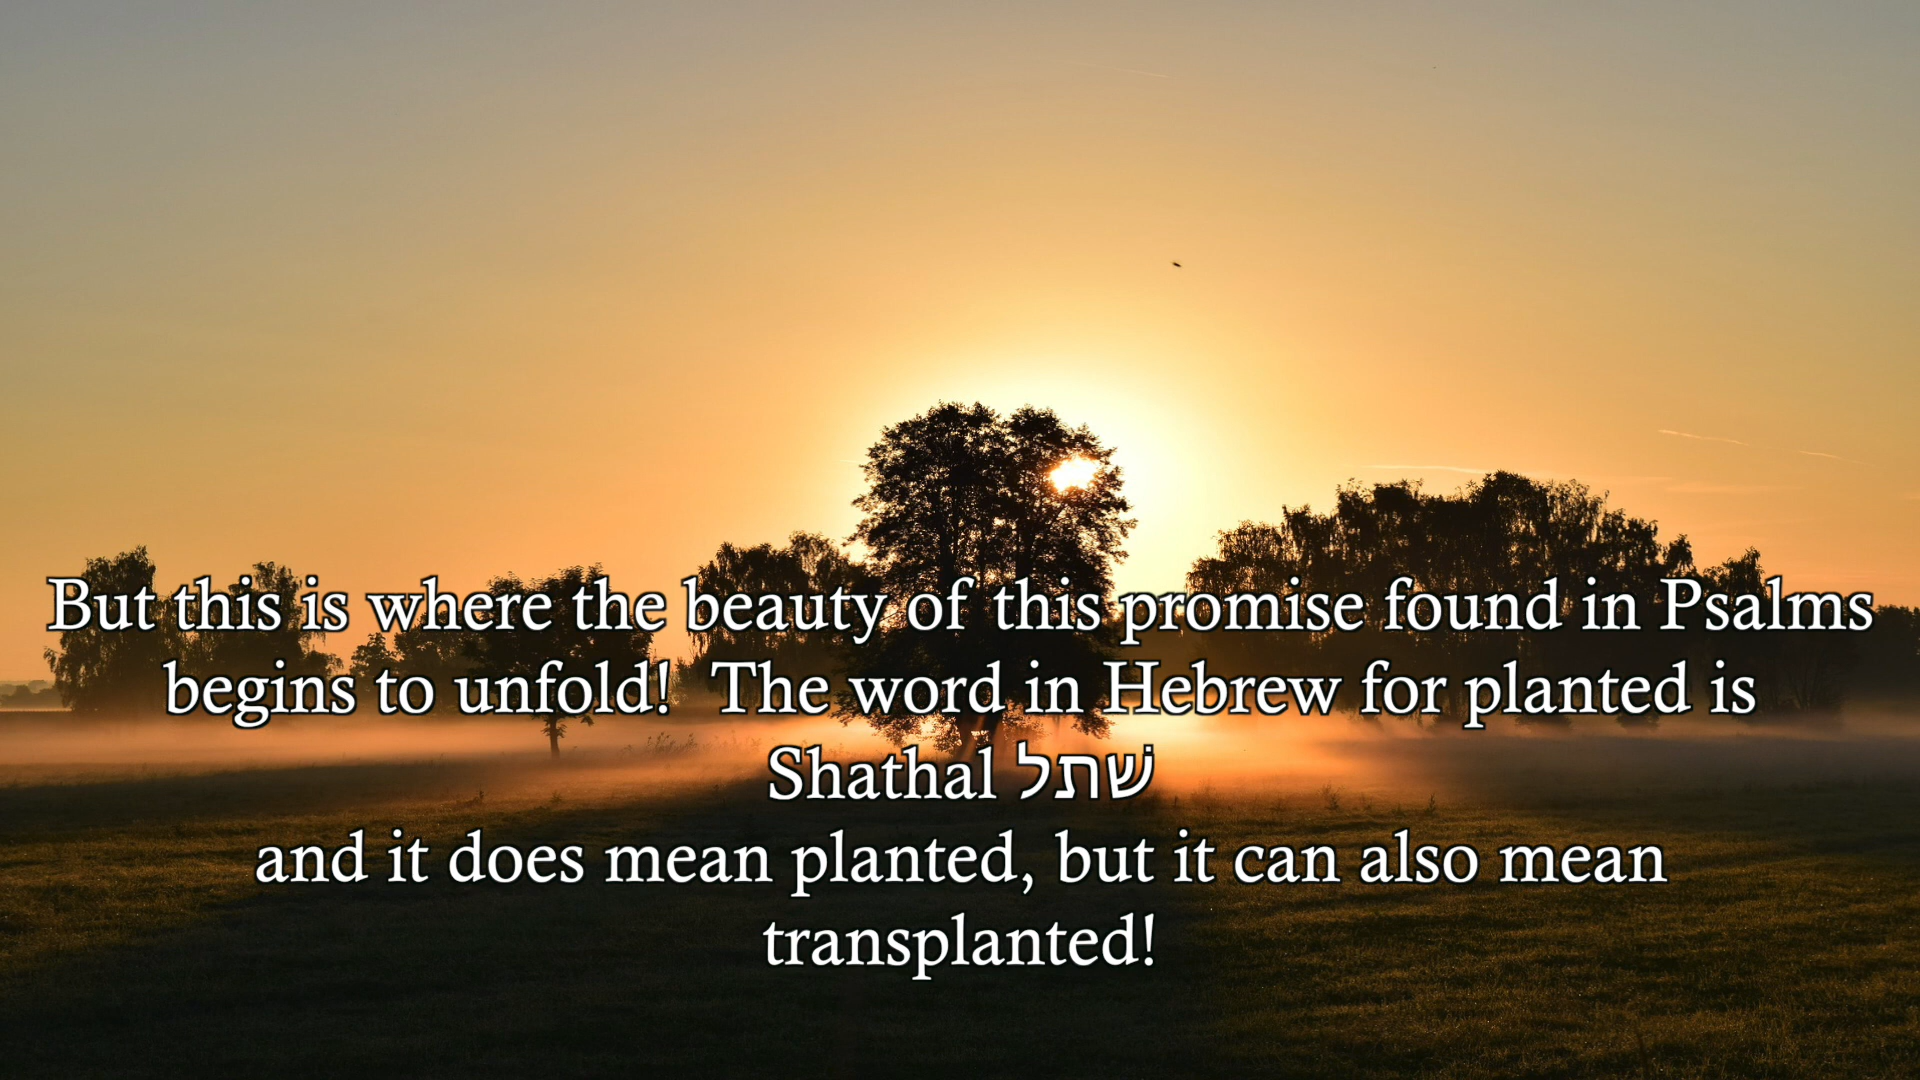 But this is where the beauty of this promise found in Psalms
begins to unfold!  The word in Hebrew for planted is
Shathal שׁתל
and it does mean planted, but it can also mean
transplanted!